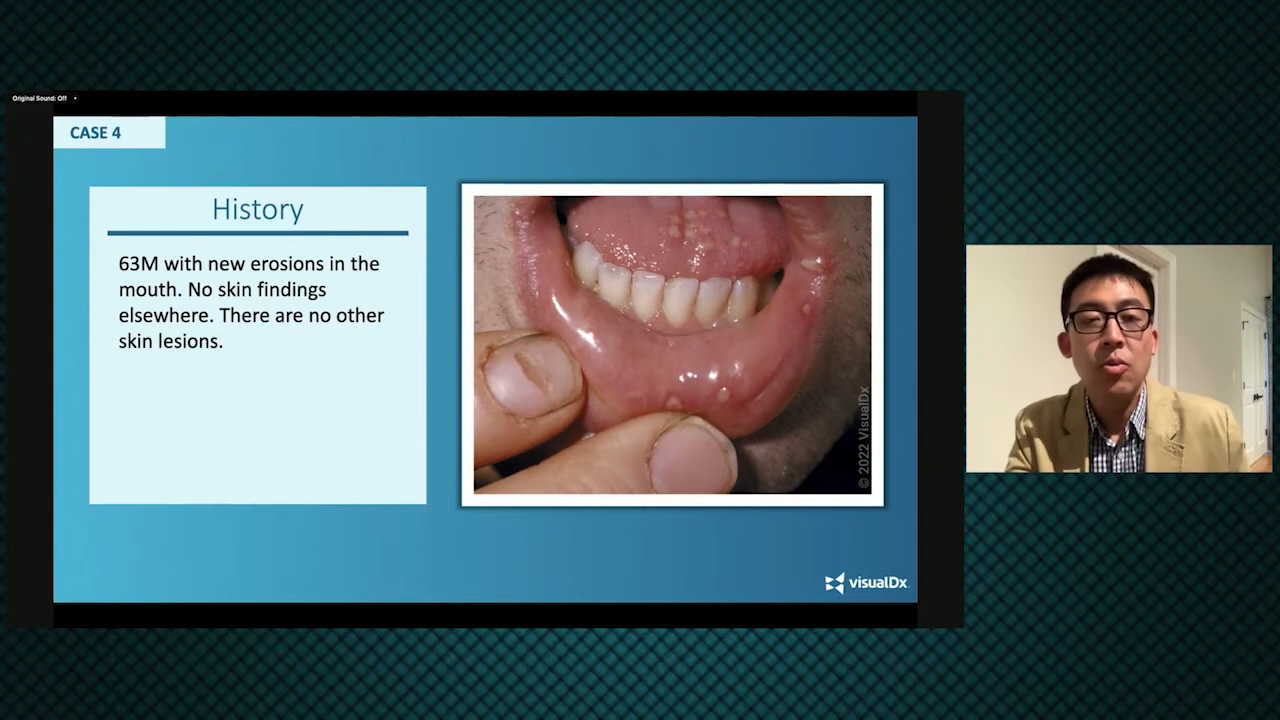 Original Sound: Off
CASE 4
History
63M with new erosions in the
mouth. No skin findings
elsewhere. There are no other
skin lesions.
© 2022 VisualDx
visualDx